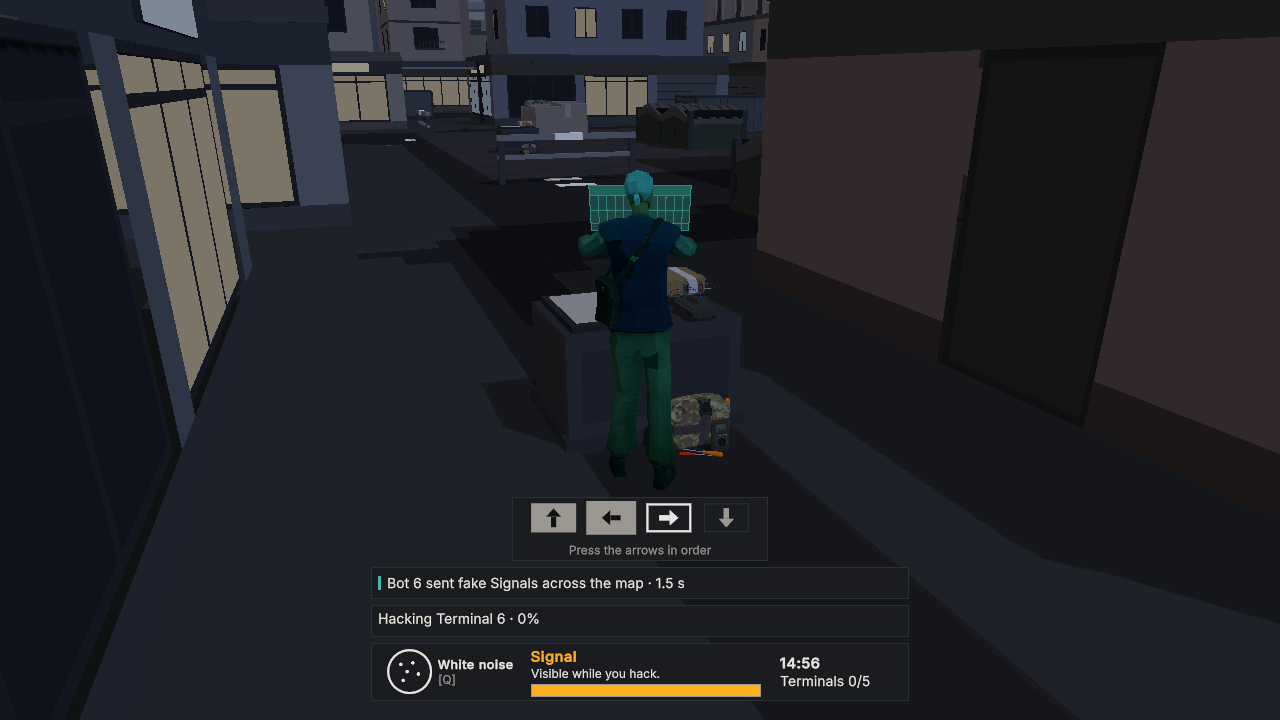 Press the arrows in order
Bot 6 sent fake Signals across the map · 1.5 s
Hacking Terminal 6 · 0%
White noise
[Q]
Signal
Visible while you hack.
14:56
Terminals 0/5